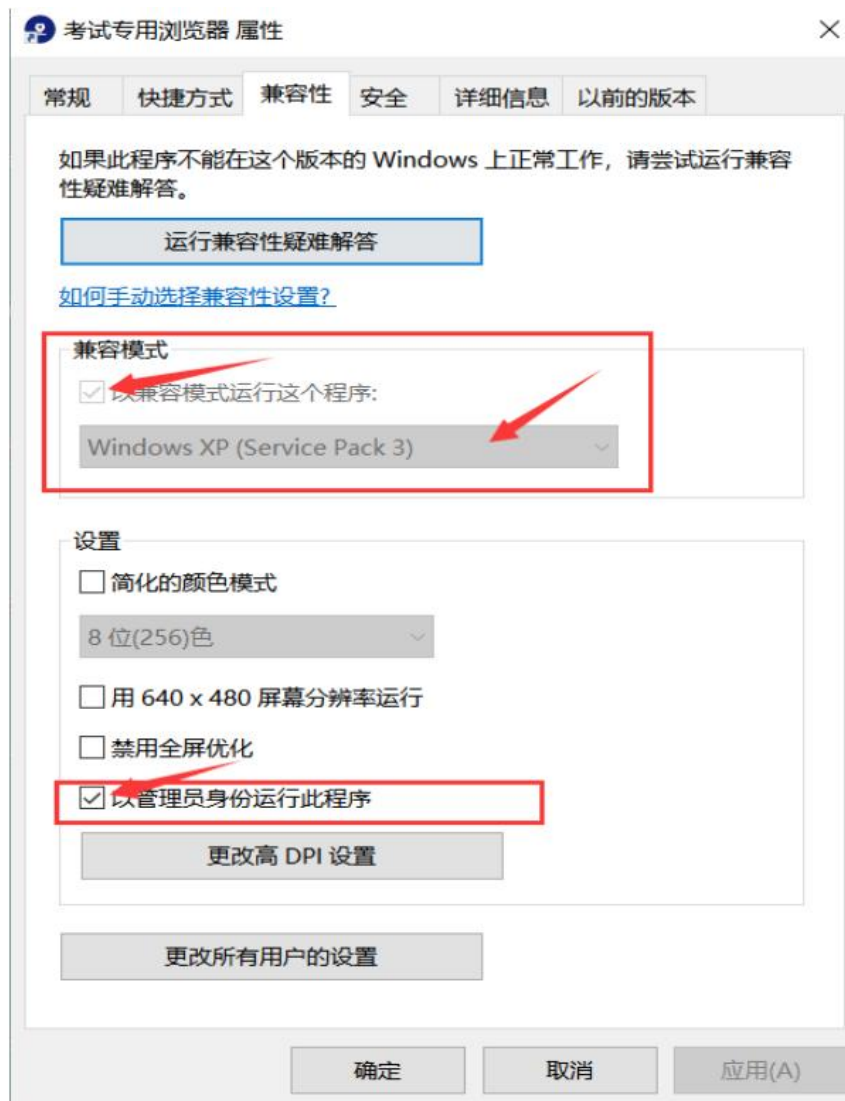 考试专用浏览器 属性
常规 快捷方式 兼容性 安全 详细信息 以前的版本
如果此程序不能在这个版本的 Windows 上正常工作，请尝试运行兼容
性疑难解答。
运行兼容性疑难解答
如何手动选择兼容性设置?
兼容模式
以兼容模式运行这个程序:
Windows XP (Service Pack 3)
设置
简化的颜色模式
8 位(256)色
用 640 x 480 屏幕分辨率运行
禁用全屏优化
以管理员身份运行此程序
更改高 DPI 设置
更改所有用户的设置
确定 取消 应用(A)